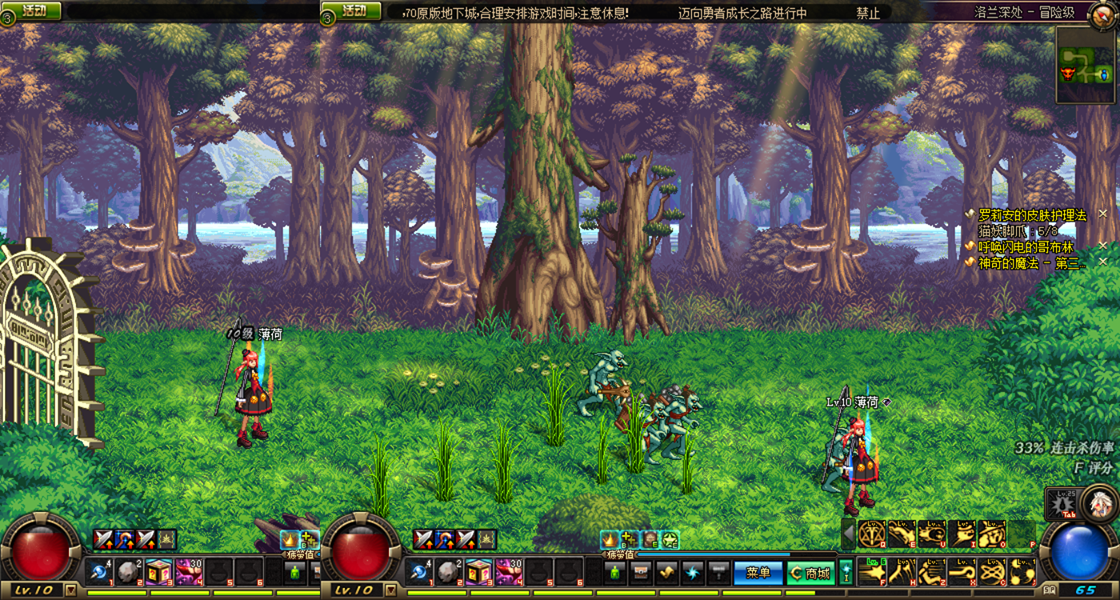 活动
活动
,70原版地下城,合理安排游戏时间,注意休息!
迈向勇者成长之路进行中
禁止
洛兰深处 - 冒险级
罗莉安的皮肤护理法
猫妖脚爪 : 5/8
呼唤闪电的哥布林
神奇的魔法 - 第三...
10级 薄荷
Lv10 薄荷
33% 连击杀伤率
F 评分
Lv.25
Tab
疲劳值
疲劳值
菜单
商城
Lv.10
Lv.10
SP
65